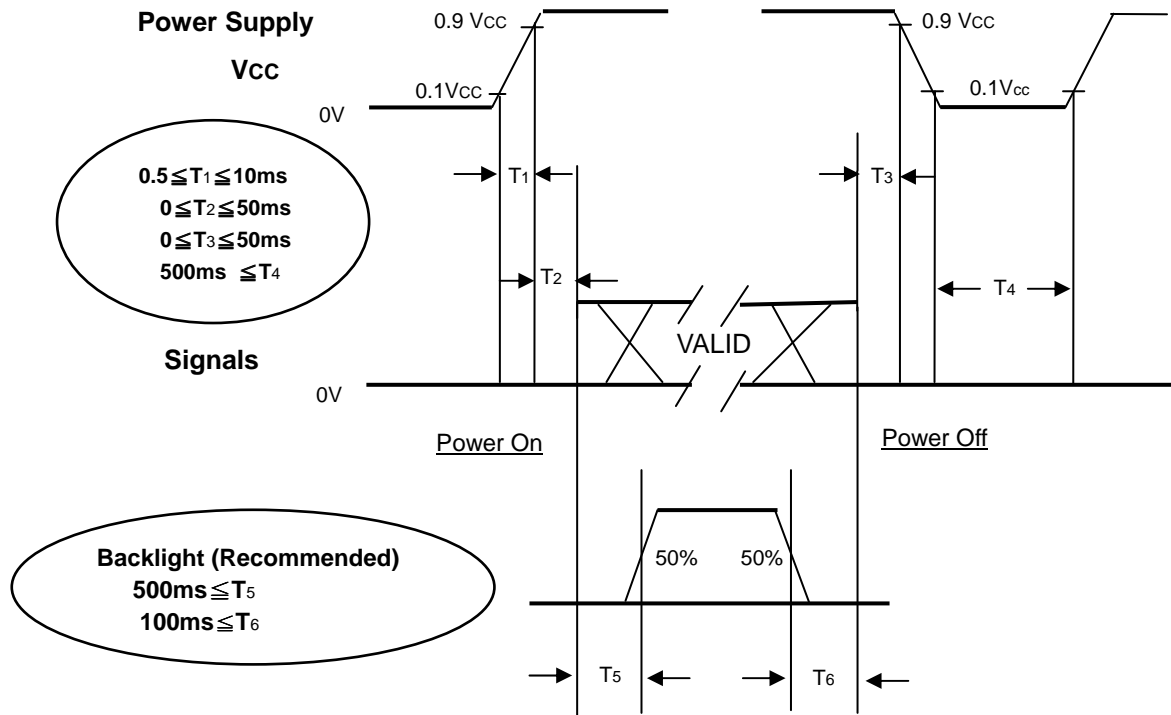 Power Supply
VCC
0.9 VCC
0.9 VCC
0.1VCC
0.1Vcc
0V
0.5≦T1≦10ms
0≦T2≦50ms
0≦T3≦50ms
500ms ≦T4
T1
T3
T2
T4
Signals
VALID
0V
Power On
Power Off
Backlight (Recommended)
500ms≦T5
100ms≦T6
50%
50%
T5
T6